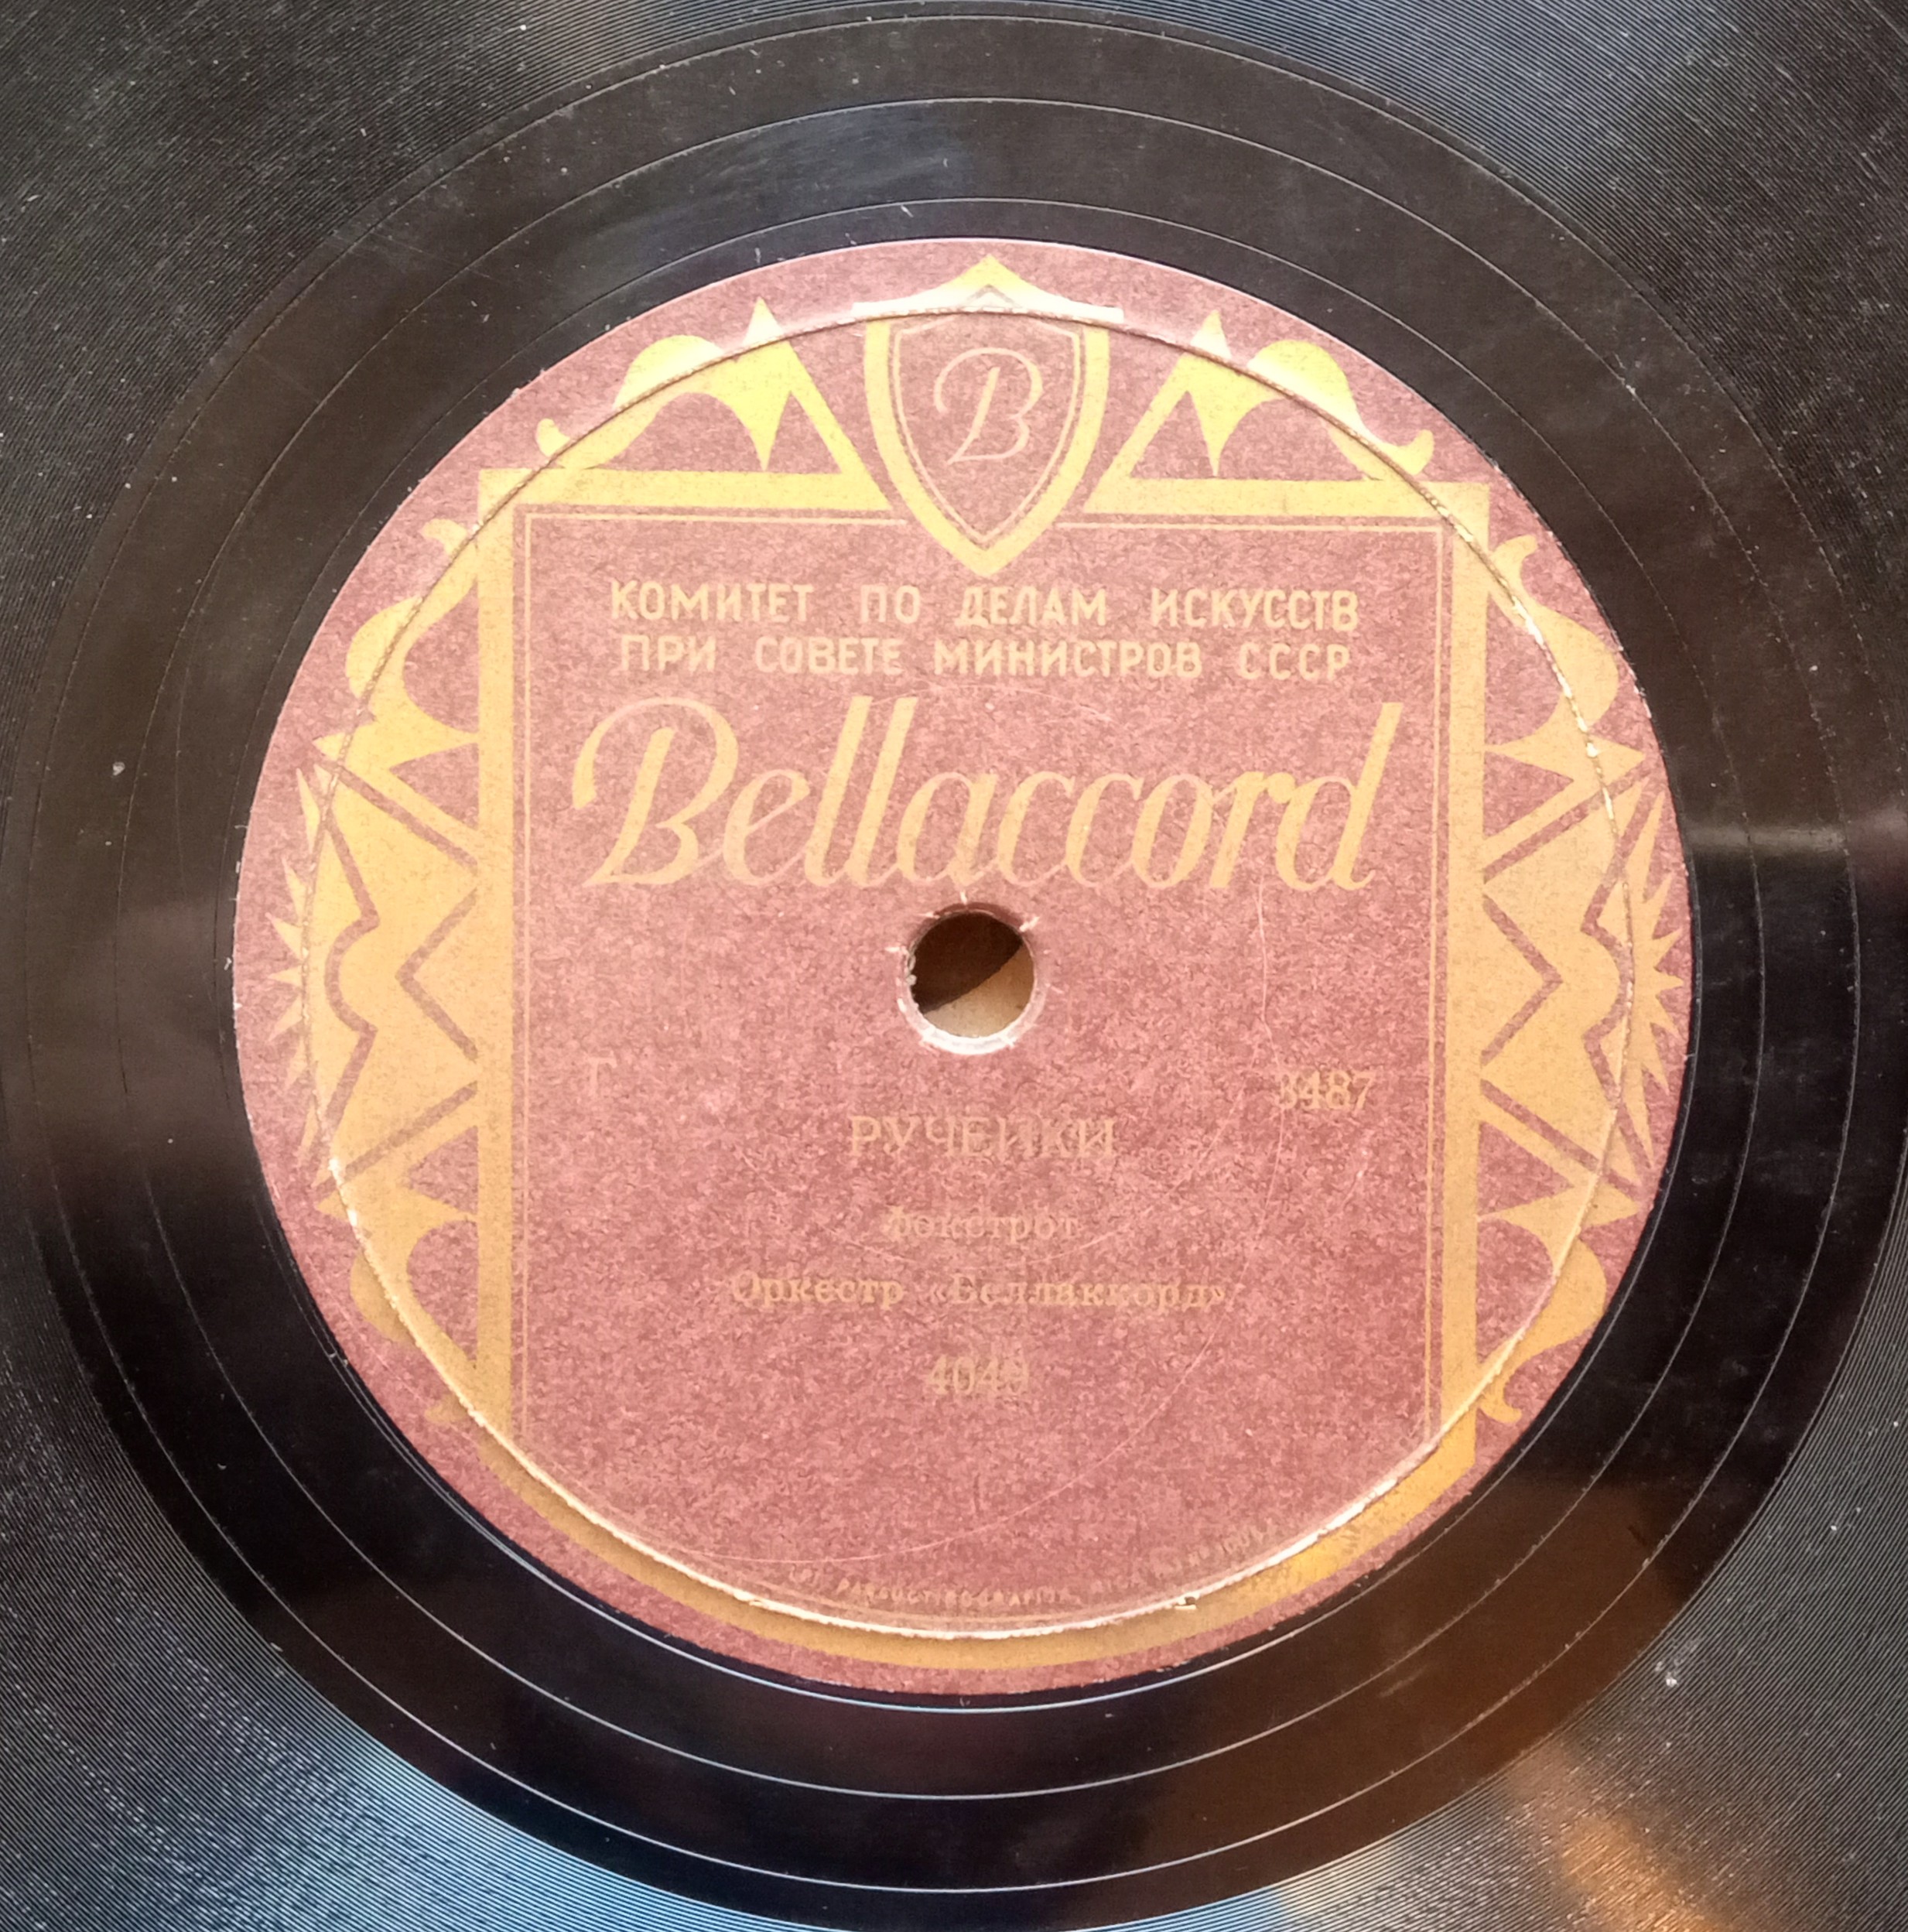 B
КОМИТЕТ ПО ДЕЛАМ ИСКУССТВ
ПРИ СОВЕТЕ МИНИСТРОВ СССР
Bellaccord
Г 3487
РУЧЕЙКИ
Фокстрот
Оркестр «Беллаккорд»
4049